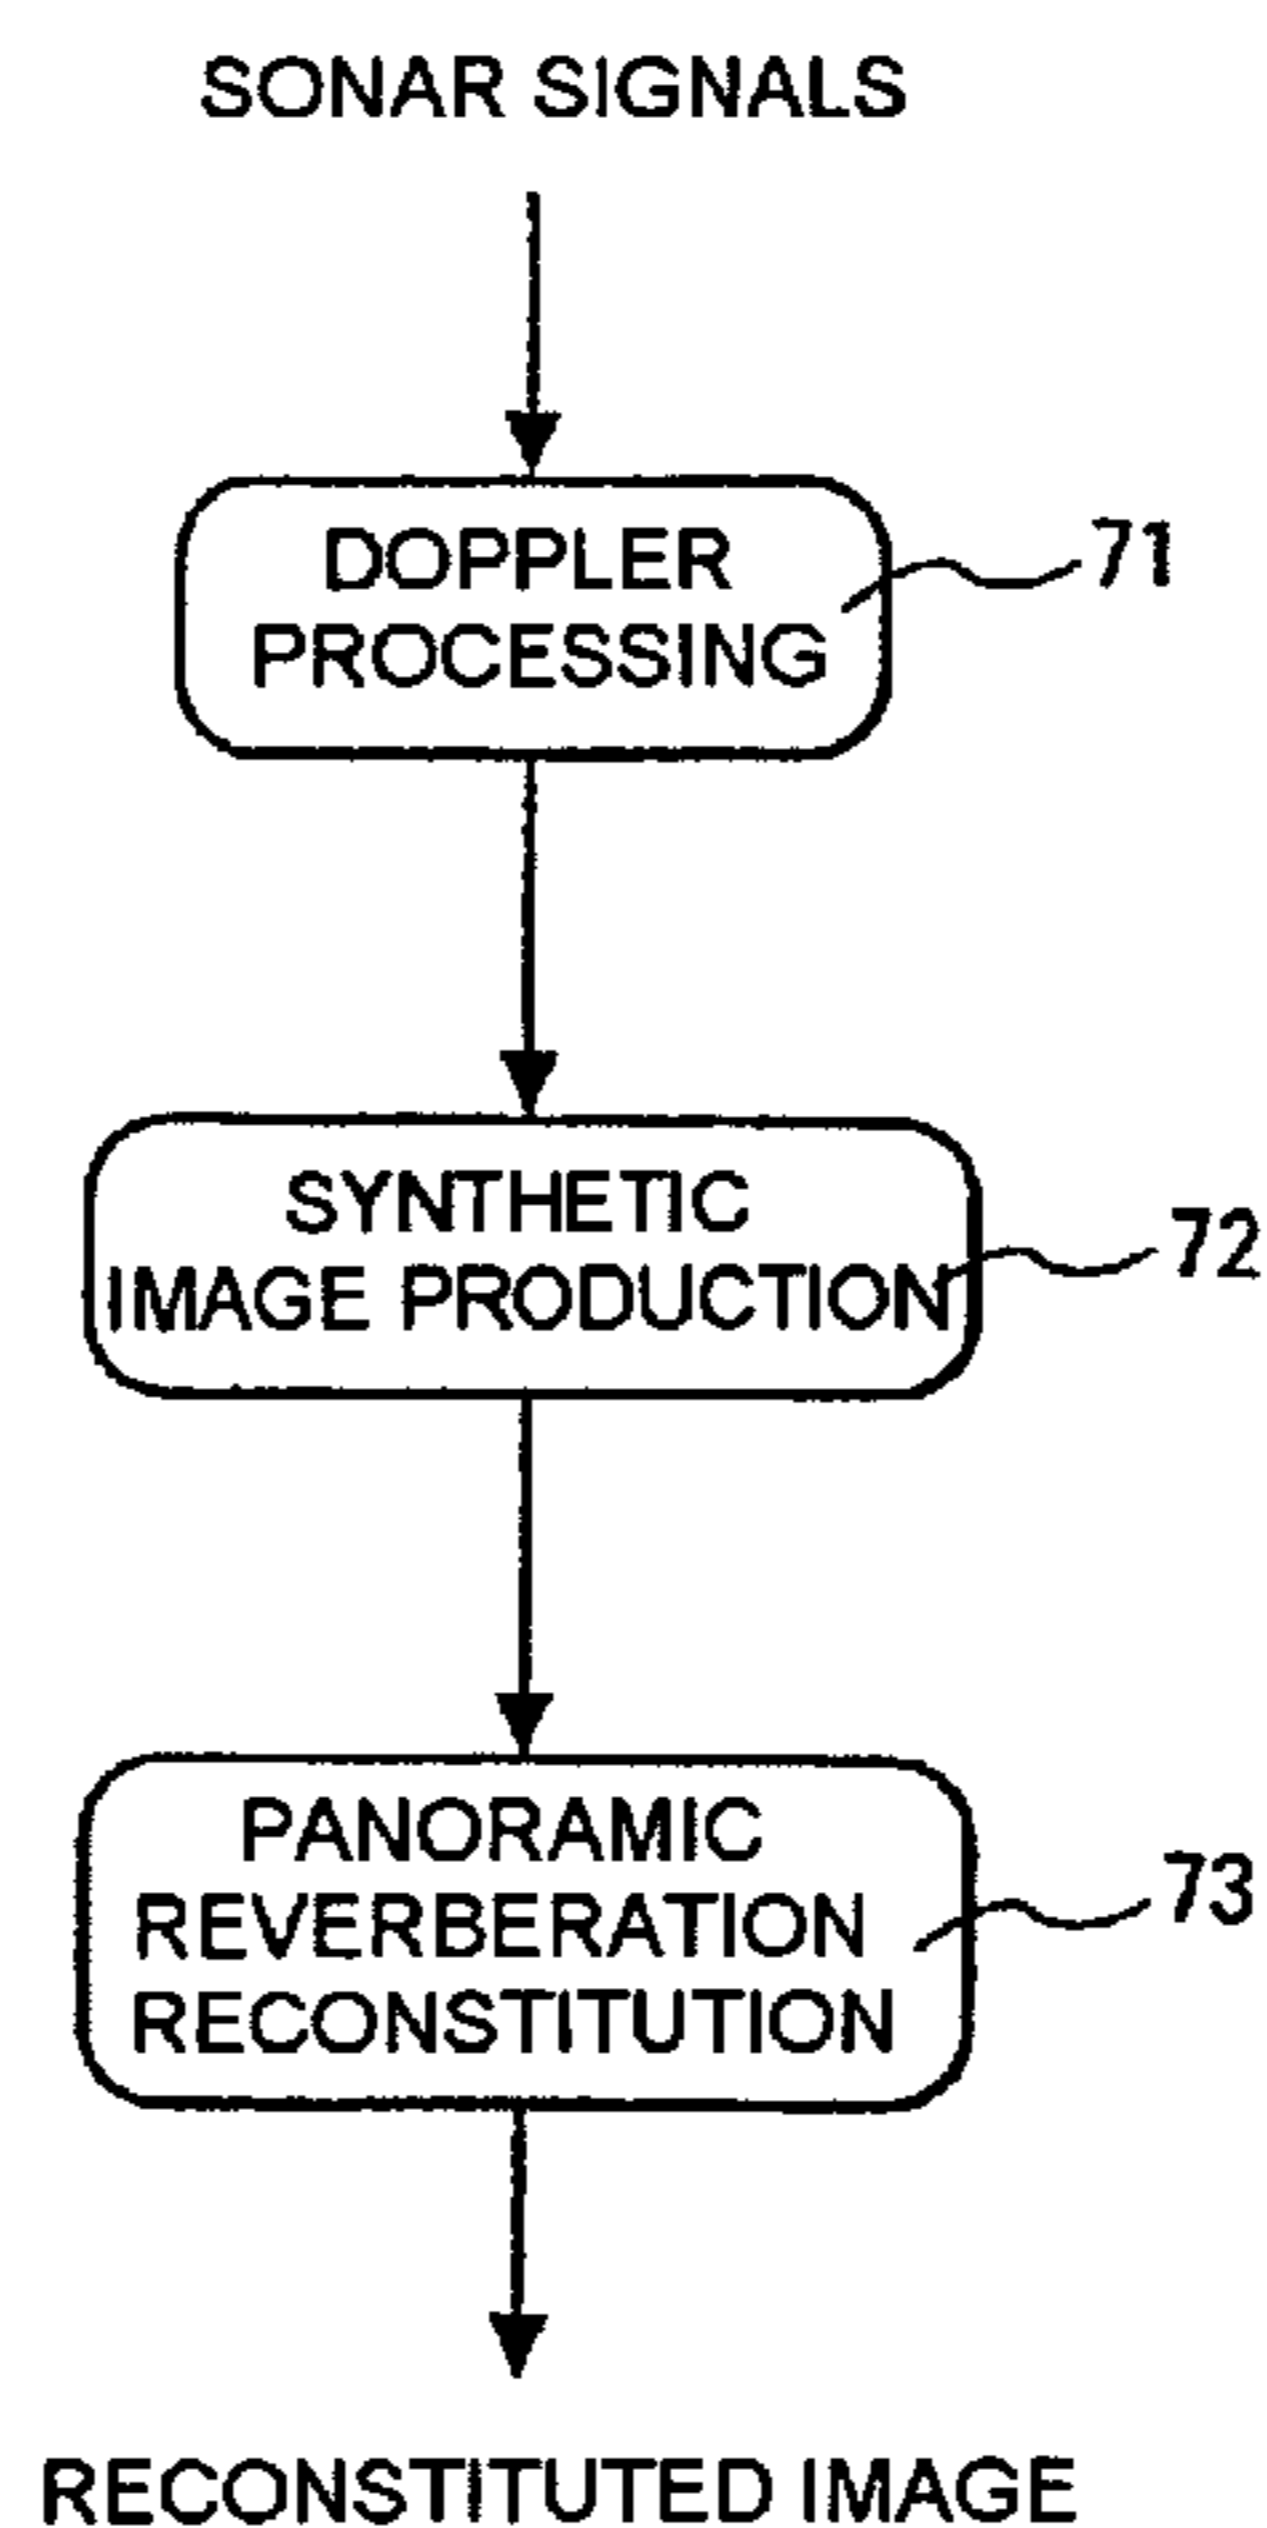 SONAR SIGNALS
DOPPLER
PROCESSING
71
SYNTHETIC
IMAGE PRODUCTION
72
PANORAMIC
REVERBERATION
RECONSTITUTION
73
RECONSTITUTED IMAGE